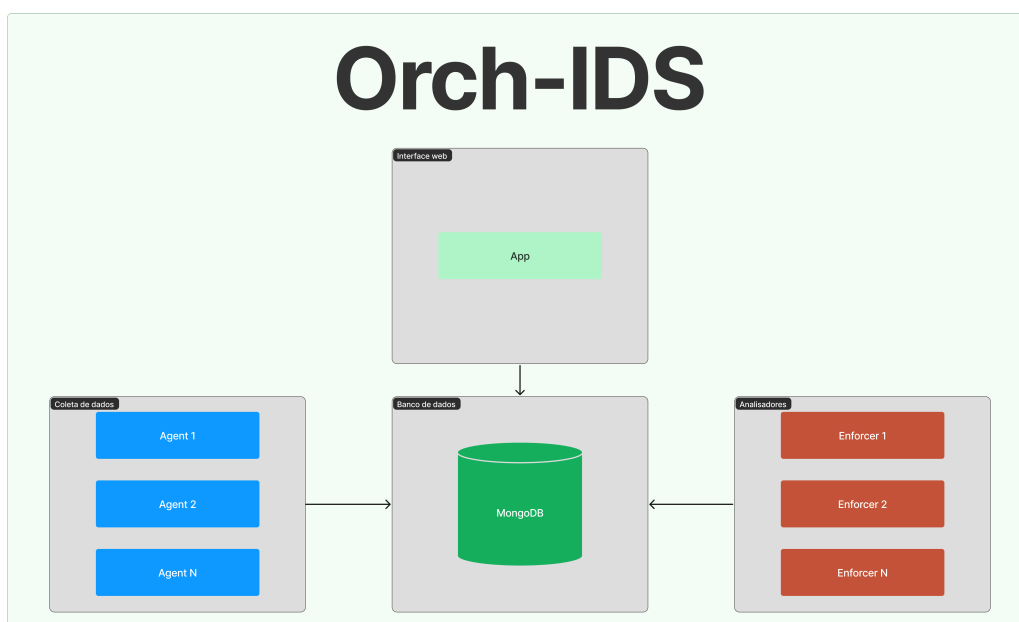 Orch-IDS
Interface web
App
Coleta de dados
Agent 1
Agent 2
Agent N
Banco de dados
MongoDB
Analisadores
Enforcer 1
Enforcer 2
Enforcer N